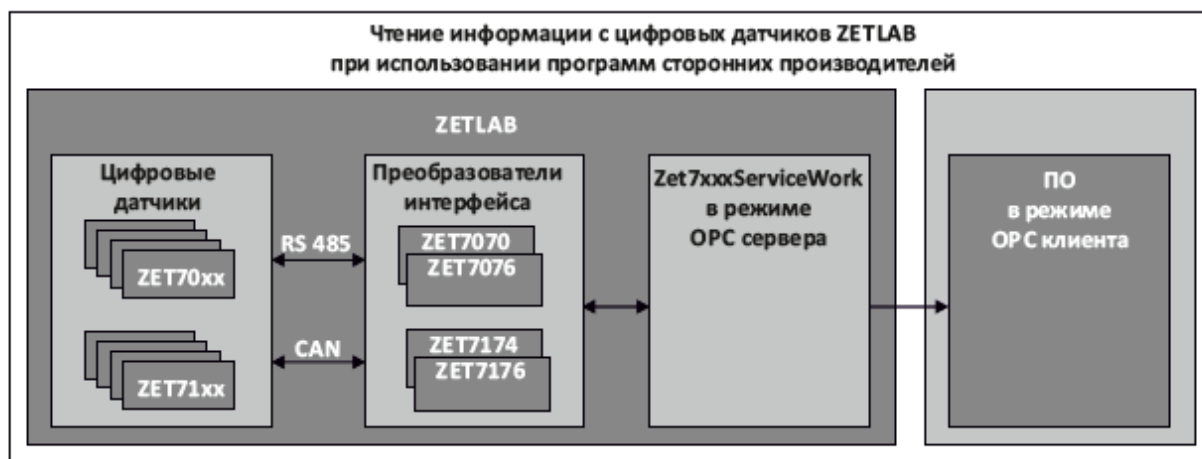 Чтение информации с цифровых датчиков ZETLAB
при использовании программ сторонних производителей
ZETLAB
Цифровые
датчики
ZET70xx
ZET71xx
RS 485
CAN
Преобразователи
интерфейса
ZET7070
ZET7076
ZET7174
ZET7176
Zet7xxxServiceWork
в режиме
OPC сервера
ПО
в режиме
OPC клиента